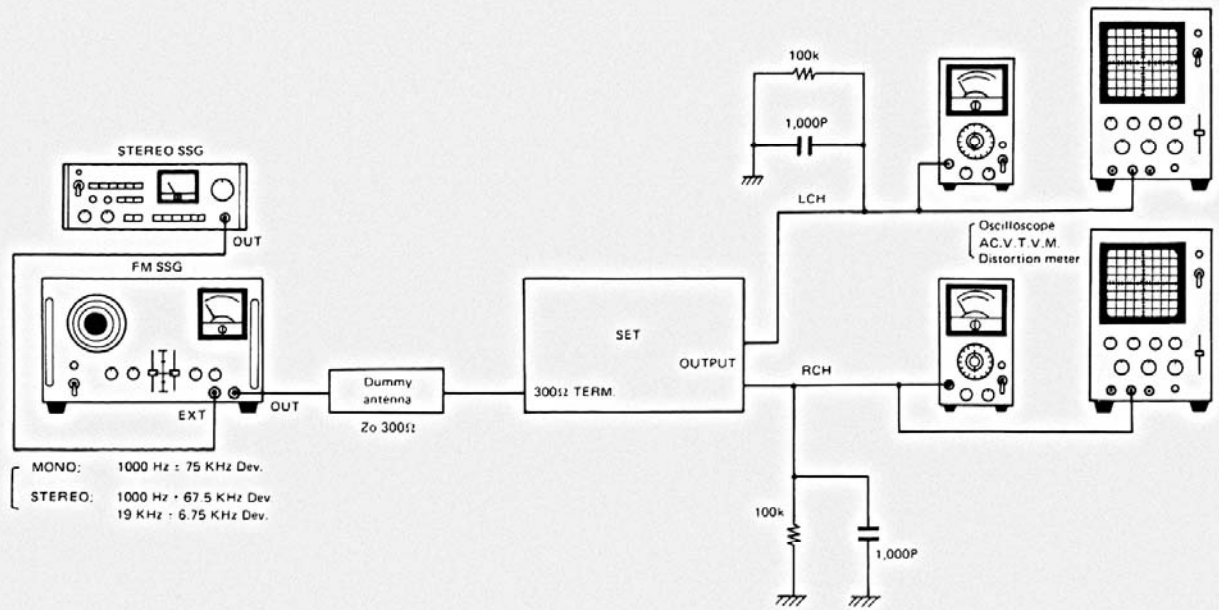 STEREO SSG
OUT
FM SSG
EXT
OUT
MONO; 1000 Hz ± 75 KHz Dev.
STEREO; 1000 Hz · 67.5 KHz Dev.
19 KHz - 6.75 KHz Dev.
Dummy
antenna
Zo 300Ω
300Ω TERM.
SET
OUTPUT
100k
1,000P
LCH
Oscilloscope
AC.V.T.V.M.
Distortion meter
RCH
100k
1,000P